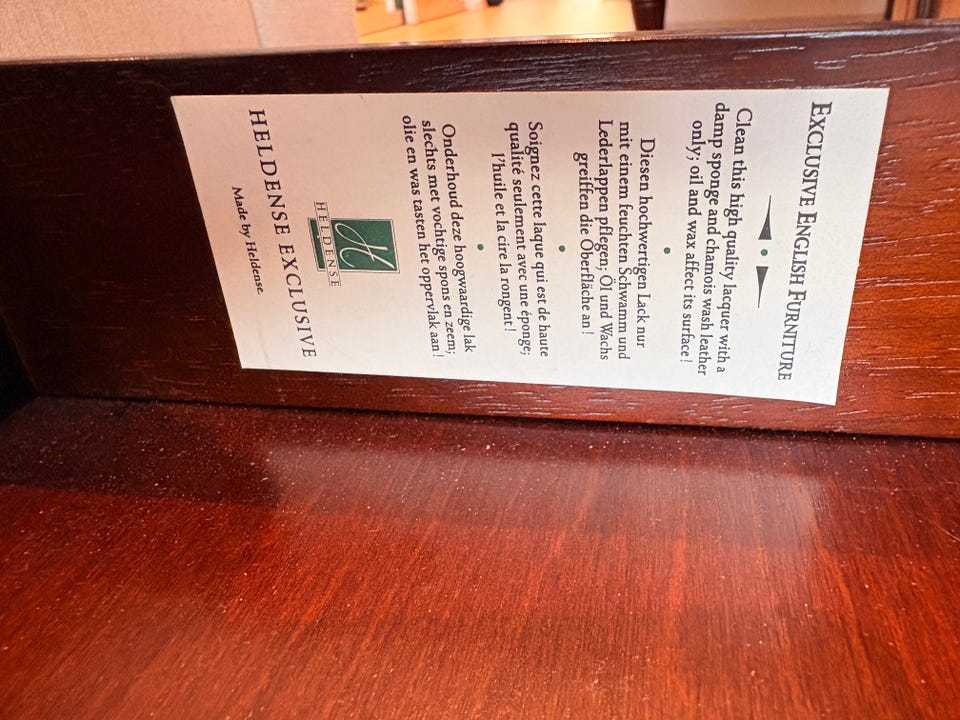 EXCLUSIVE ENGLISH FURNITURE
Clean this high quality lacquer with a
damp sponge and chamois wash leather
only; oil and wax affect its surface!
Diesen hochwertigen Lack nur
mit einem feuchten Schwamm und
Lederlappen pflegen; Öl und Wachs
greiffen die Oberfläche an!
Soignez cette laque qui est de haute
qualité seulement avec une éponge;
l'huile et la cire la rongent!
Onderhoud deze hoogwaardige lak
slechts met vochtige spons en zeem;
olie en was tasten het oppervlak aan!
H
HELDENSE
HELDENSE EXCLUSIVE
Made by Heldense.